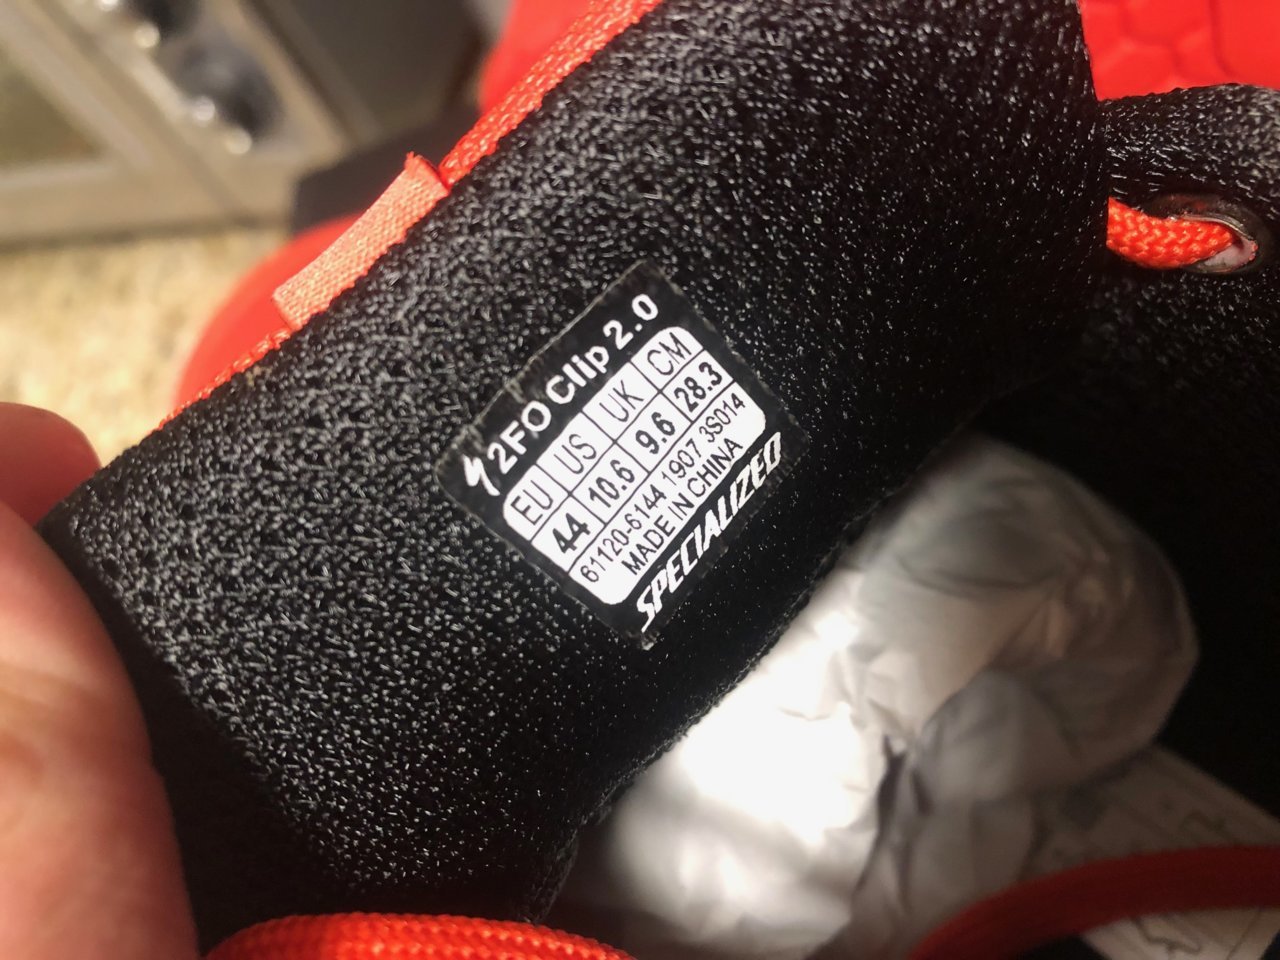 2FO Clip 2.0
EU US UK CM
44 10.6 9.6 28.3
61120-6144 1907 3S014
MADE IN CHINA
SPECIALIZED